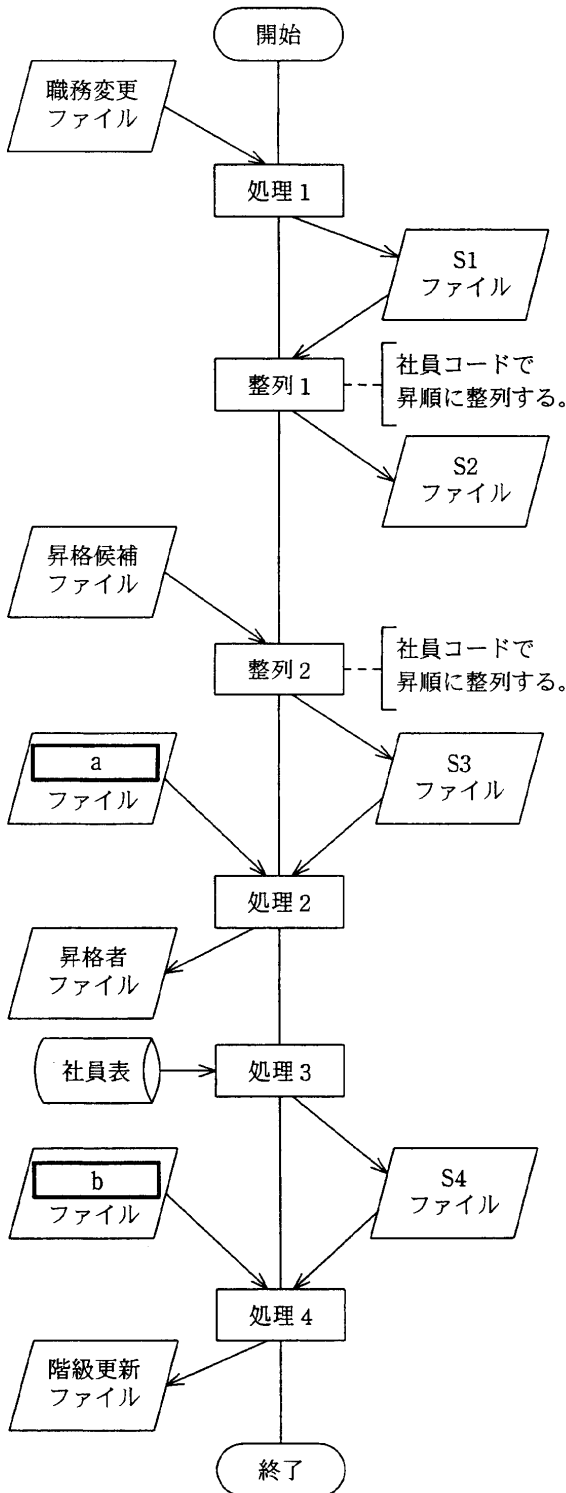 開始
職務変更
ファイル
処理1
S1
ファイル
整列1
社員コードで
昇順に整列する。
S2
ファイル
昇格候補
ファイル
整列2
社員コードで
昇順に整列する。
a
ファイル
S3
ファイル
処理2
昇格者
ファイル
社員表
処理3
b
ファイル
S4
ファイル
処理4
階級更新
ファイル
終了